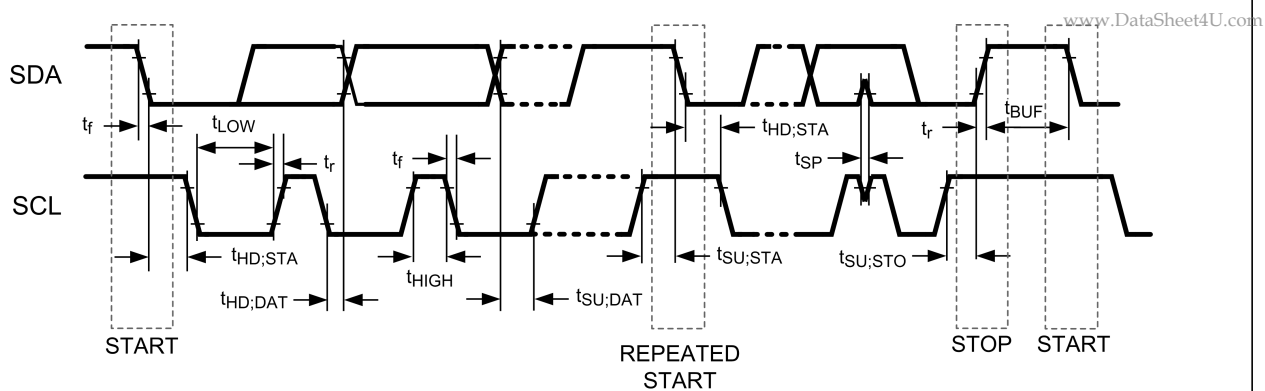 www.DataSheet4U.com
SDA
tf
tLOW
tr
tf
tHD;STA
tSP
tr
tBUF
SCL
tHD;STA
tHD;DAT
tHIGH
tSU;DAT
tSU;STA
tSU;STO
START
REPEATED
START
STOP
START